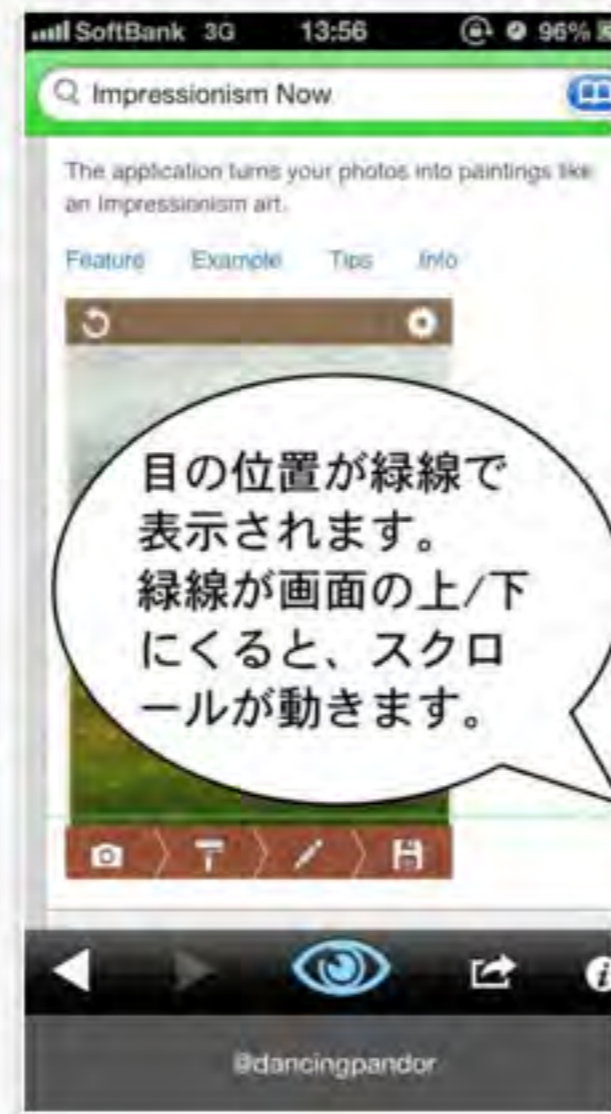 SoftBank 3G 13:56 96%
Impressionism Now
The application turns your photos into paintings like
an Impressionism art.
Feature Example Tips Info
目の位置が緑線で
表示されます。
緑線が画面の上/下
にくると、スクロ
ールが動きます。
@dancingpandor